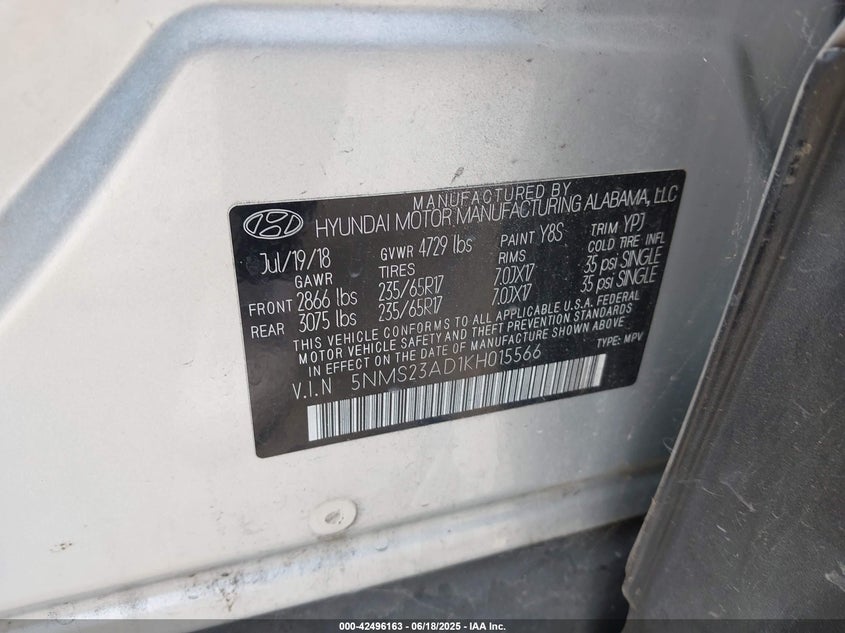 MANUFACTURED BY
HYUNDAI MOTOR MANUFACTURING ALABAMA, LLC
Jul/19/18 GVWR 4729 lbs PAINT Y8S TRIM YPJ
GAWR TIRES RIMS COLD TIRE INFL
FRONT 2866 lbs 235/65R17 7.0JX17 35 psi SINGLE
REAR 3075 lbs 235/65R17 7.0JX17 35 psi SINGLE
THIS VEHICLE CONFORMS TO ALL APPLICABLE U.S.A. FEDERAL
MOTOR VEHICLE SAFETY AND THEFT PREVENTION STANDARDS
IN EFFECT ON THE DATE OF MANUFACTURE SHOWN ABOVE
V.I.N 5NMS23AD1KH015566 TYPE: MPV
000-42496163 - 06/18/2025 - IAA Inc.